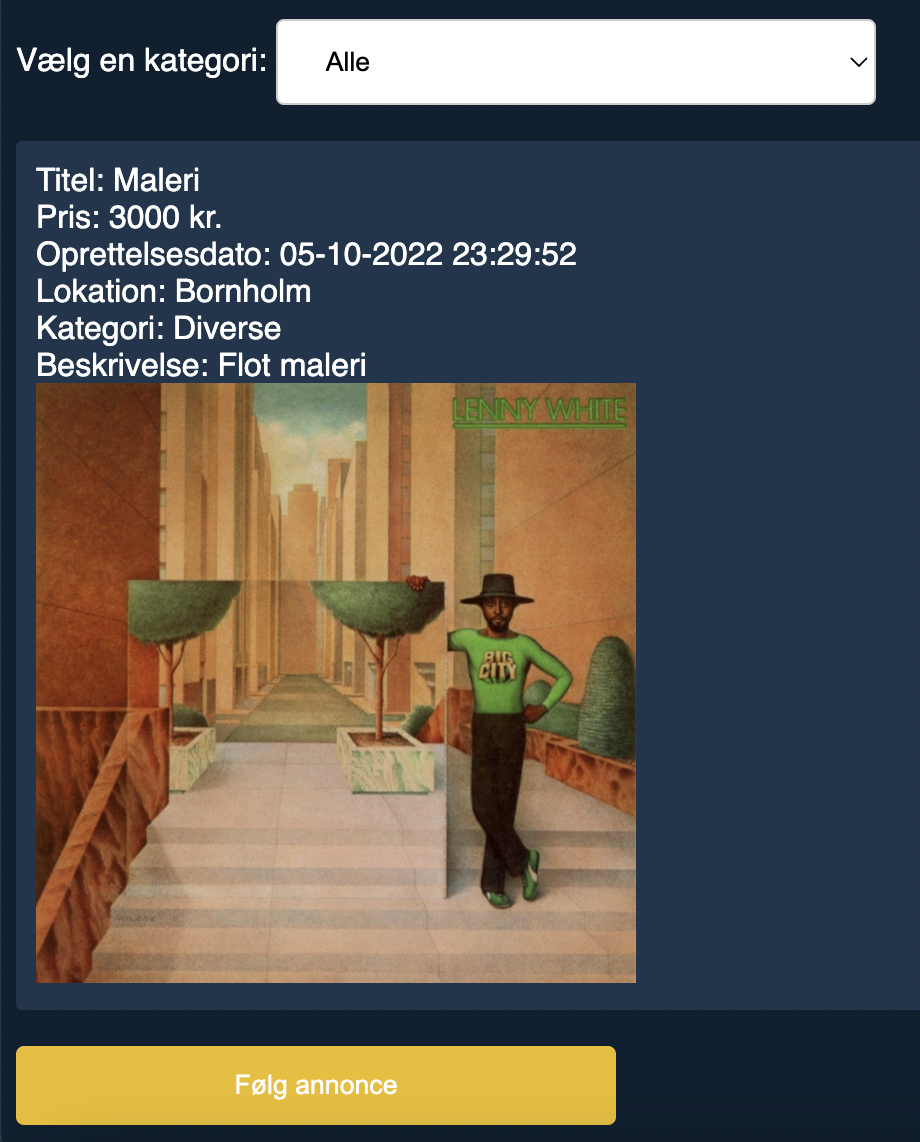 Vælg en kategori: Alle
Titel: Maleri
Pris: 3000 kr.
Oprettelsesdato: 05-10-2022 23:29:52
Lokation: Bornholm
Kategori: Diverse
Beskrivelse: Flot maleri
LENNY WHITE
BIG
CITY
WILCOX
Følg annonce